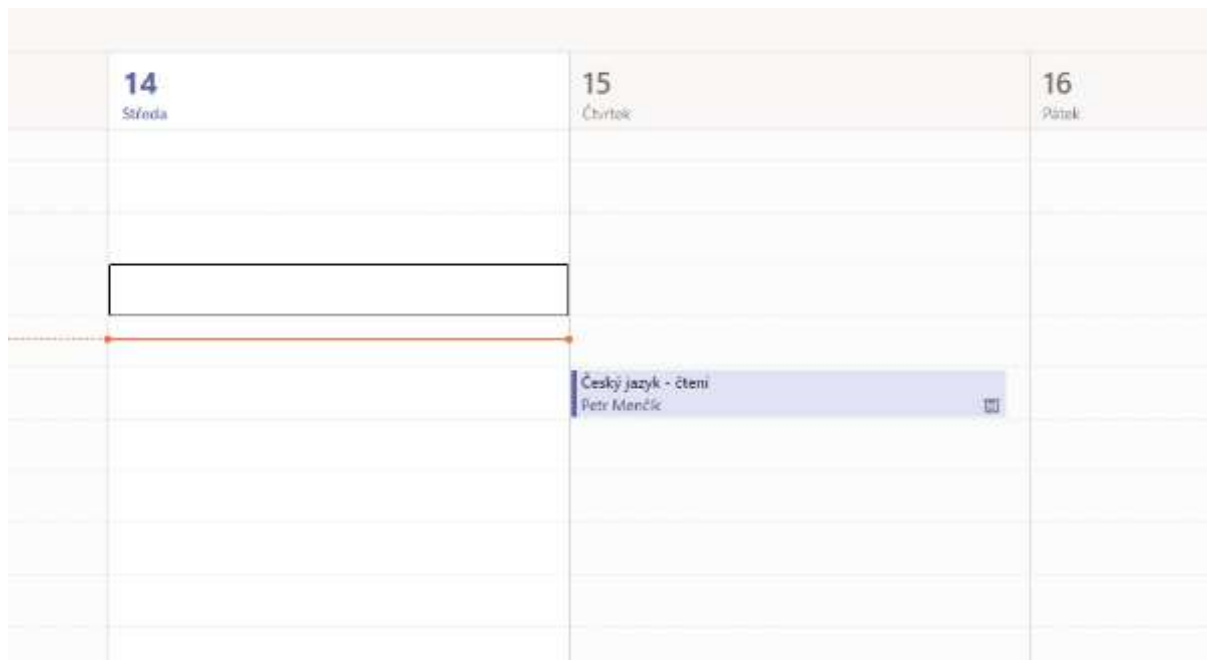 14
Středa
15
Čtvrtek
16
Pátek
Český jazyk - čtení
Petr Menčík